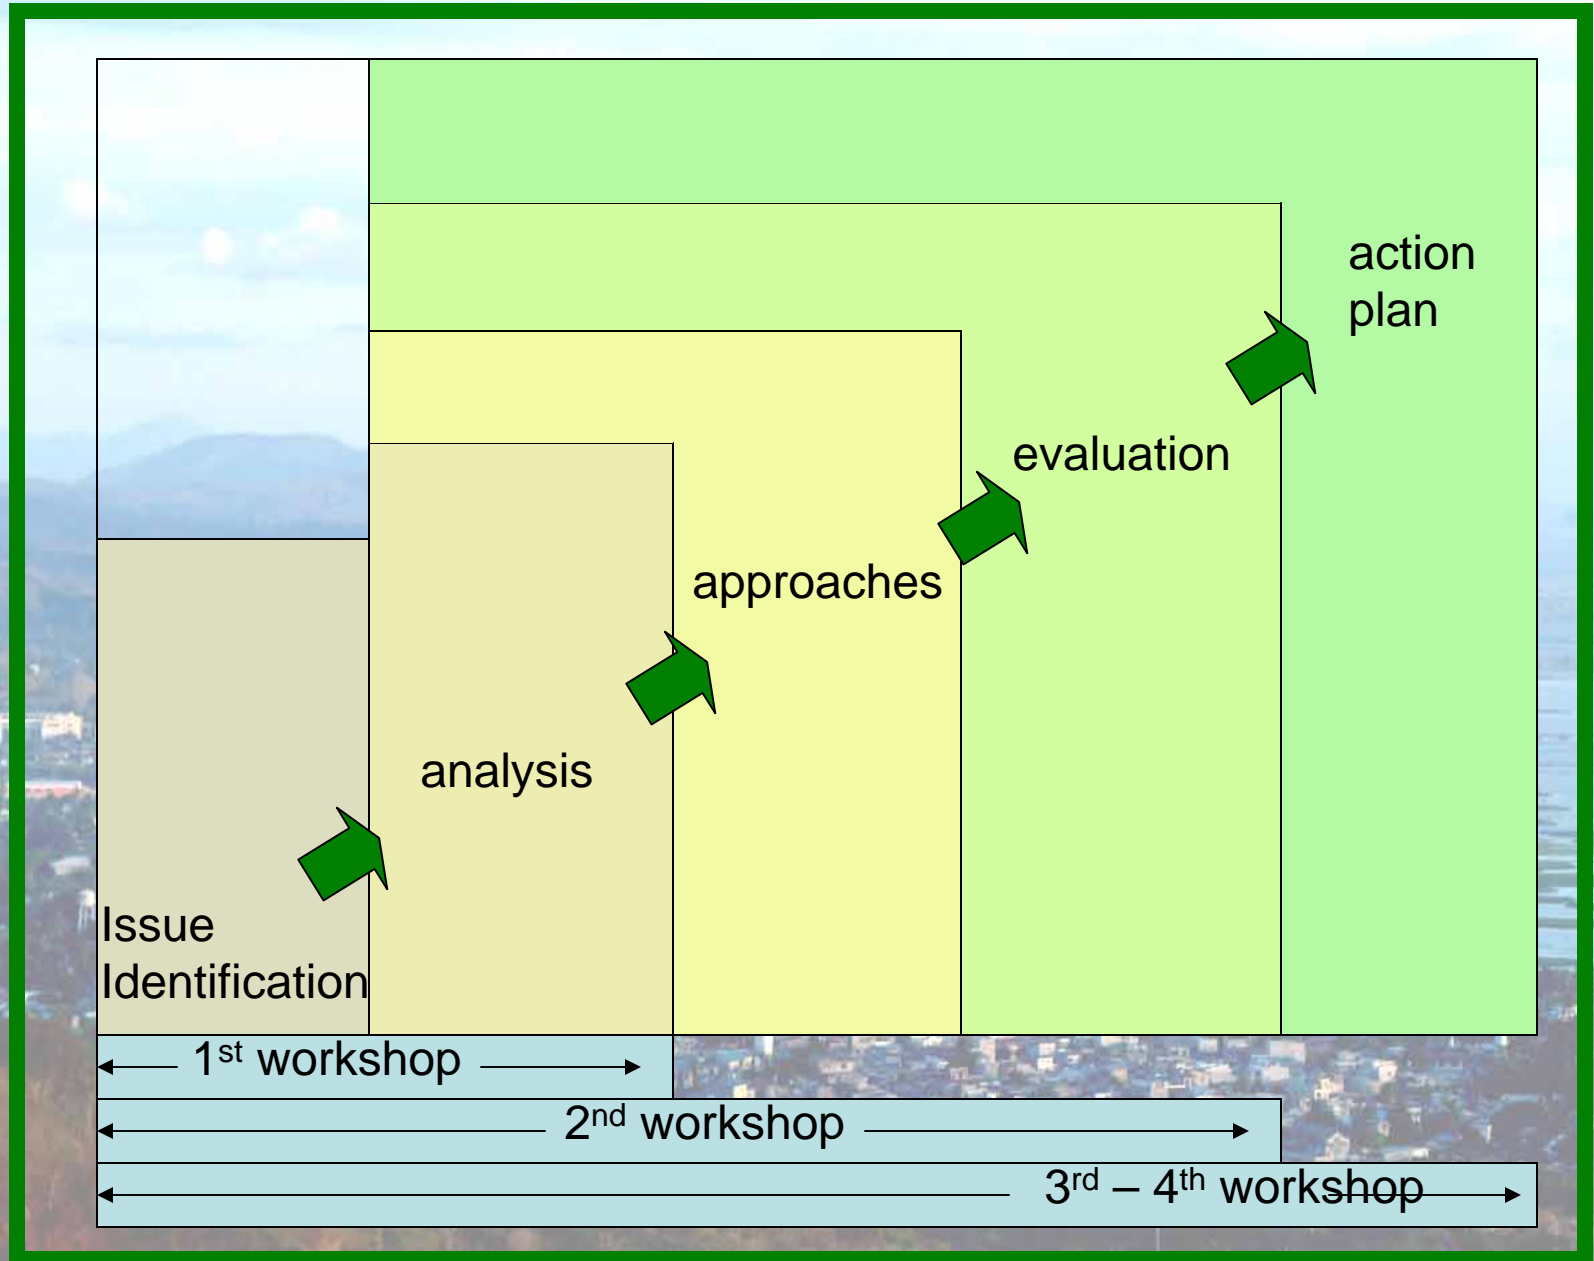 action
plan
evaluation
approaches
analysis
Issue
Identification
1st workshop
2nd workshop
3rd – 4th workshop